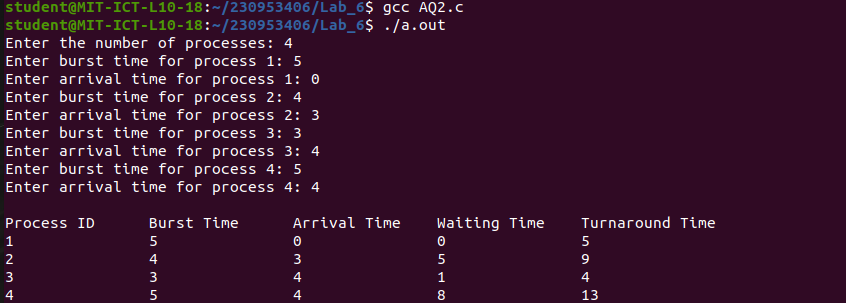 student@MIT-ICT-L10-18:~/230953406/Lab_6$ gcc AQ2.c
student@MIT-ICT-L10-18:~/230953406/Lab_6$ ./a.out
Enter the number of processes: 4
Enter burst time for process 1: 5
Enter arrival time for process 1: 0
Enter burst time for process 2: 4
Enter arrival time for process 2: 3
Enter burst time for process 3: 3
Enter arrival time for process 3: 4
Enter burst time for process 4: 5
Enter arrival time for process 4: 4
Process ID Burst Time Arrival Time Waiting Time Turnaround Time
1 5 0 0 5
2 4 3 5 9
3 3 4 1 4
4 5 4 8 13